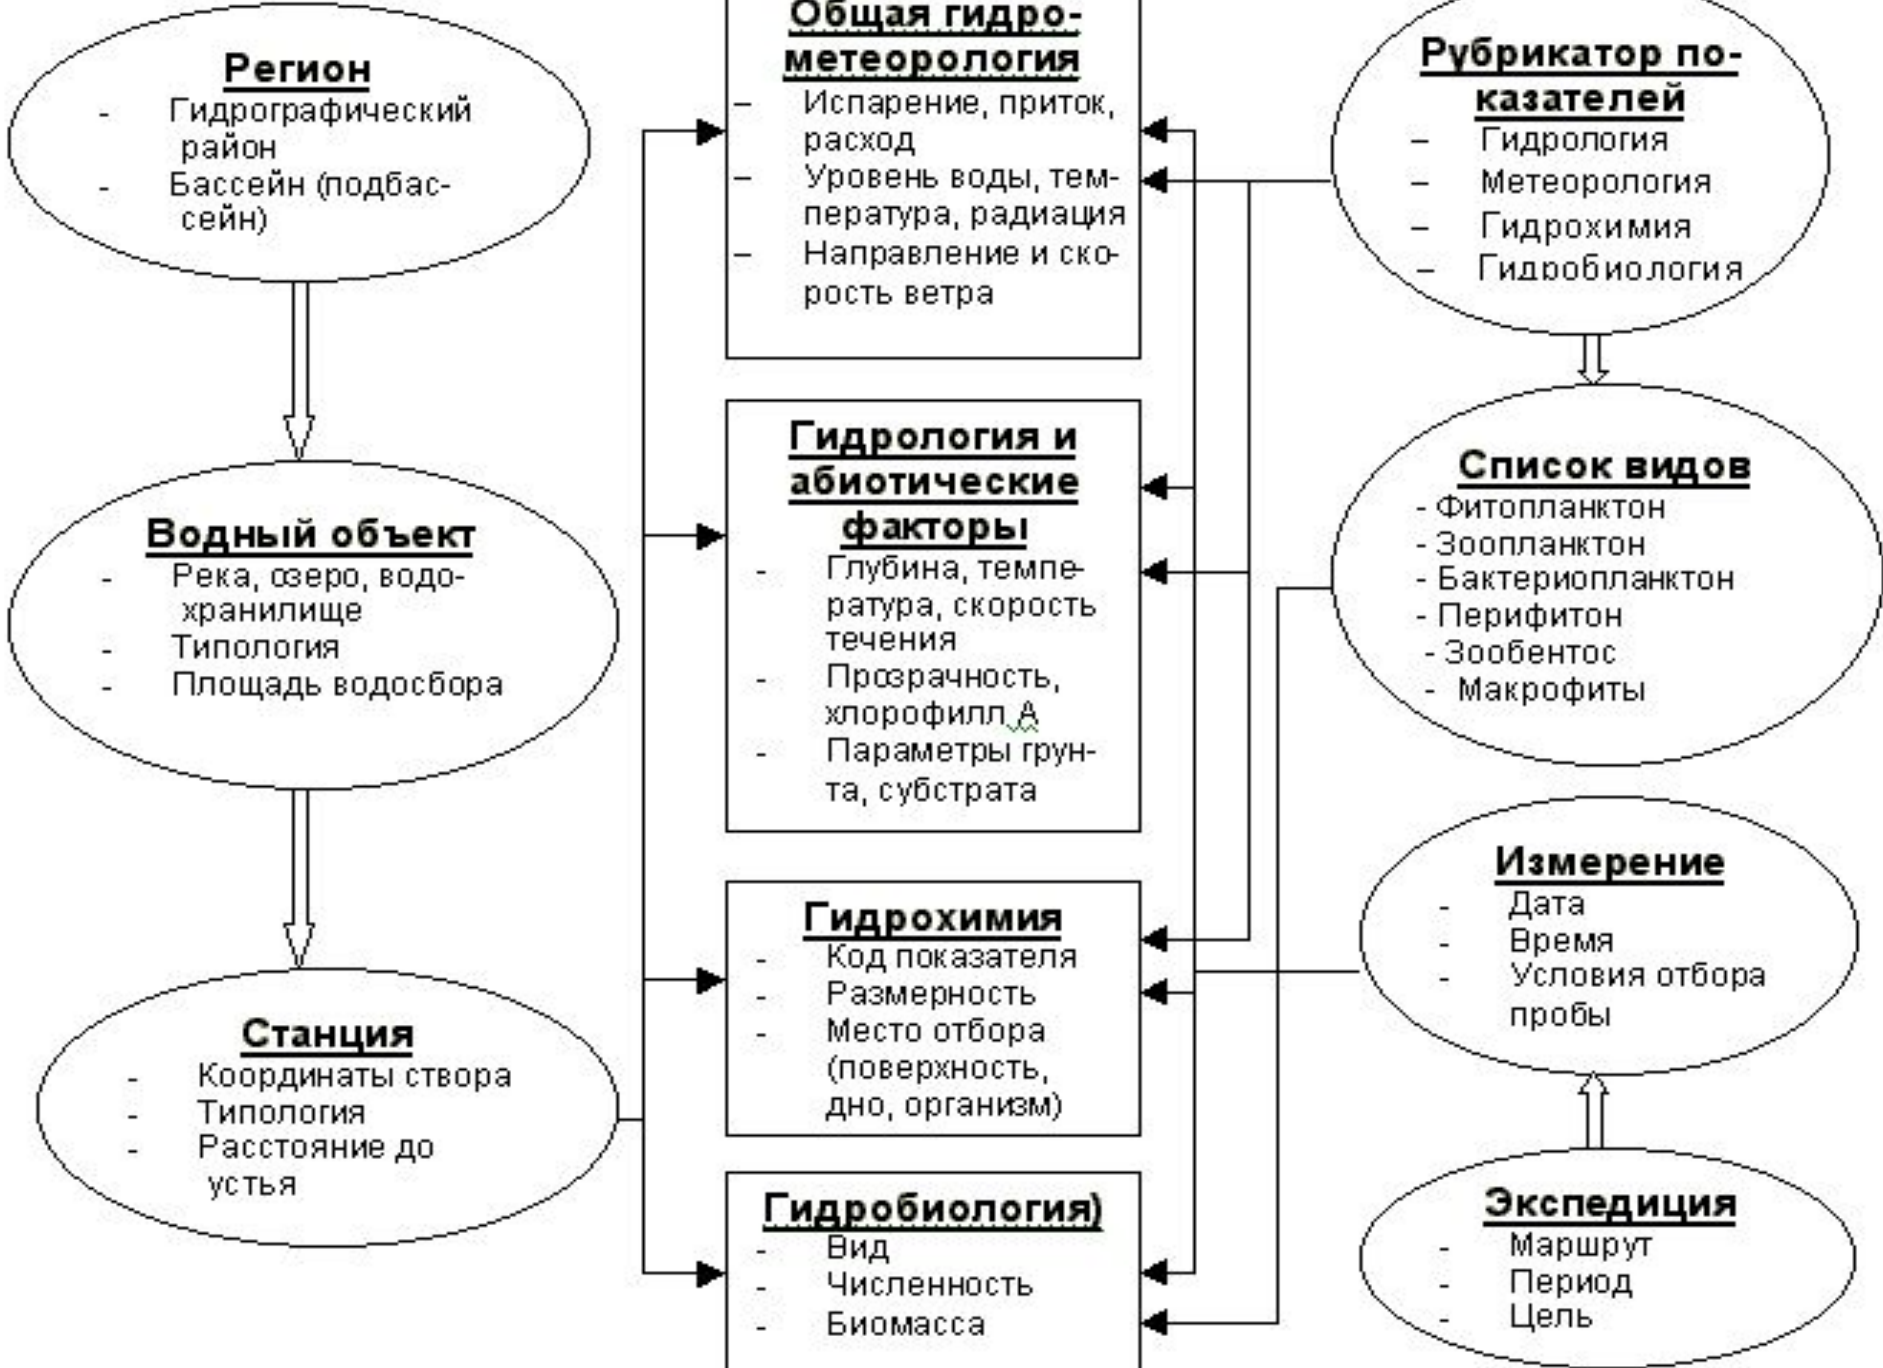 Регион
- Гидрографический
район
- Бассейн (подбас-
сейн)
Водный объект
- Река, озеро, водо-
хранилище
- Типология
- Площадь водосбора
Станция
- Координаты створа
- Типология
- Расстояние до
устья
Общая гидро-
метеорология
– Испарение, приток,
расход
– Уровень воды, тем-
пература, радиация
– Направление и ско-
рость ветра
Гидрология и
абиотические
факторы
- Глубина, темпе-
ратура, скорость
течения
- Прозрачность,
хлорофилл А
- Параметры грун-
та, субстрата
Гидрохимия
- Код показателя
- Размерность
- Место отбора
(поверхность,
дно, организм)
Гидробиология)
- Вид
- Численность
- Биомасса
Рубрикатор по-
казателей
– Гидрология
– Метеорология
– Гидрохимия
– Гидробиология
Список видов
- Фитопланктон
- Зоопланктон
- Бактериопланктон
- Перифитон
- Зообентос
- Макрофиты
Измерение
- Дата
- Время
- Условия отбора
пробы
Экспедиция
- Маршрут
- Период
- Цель